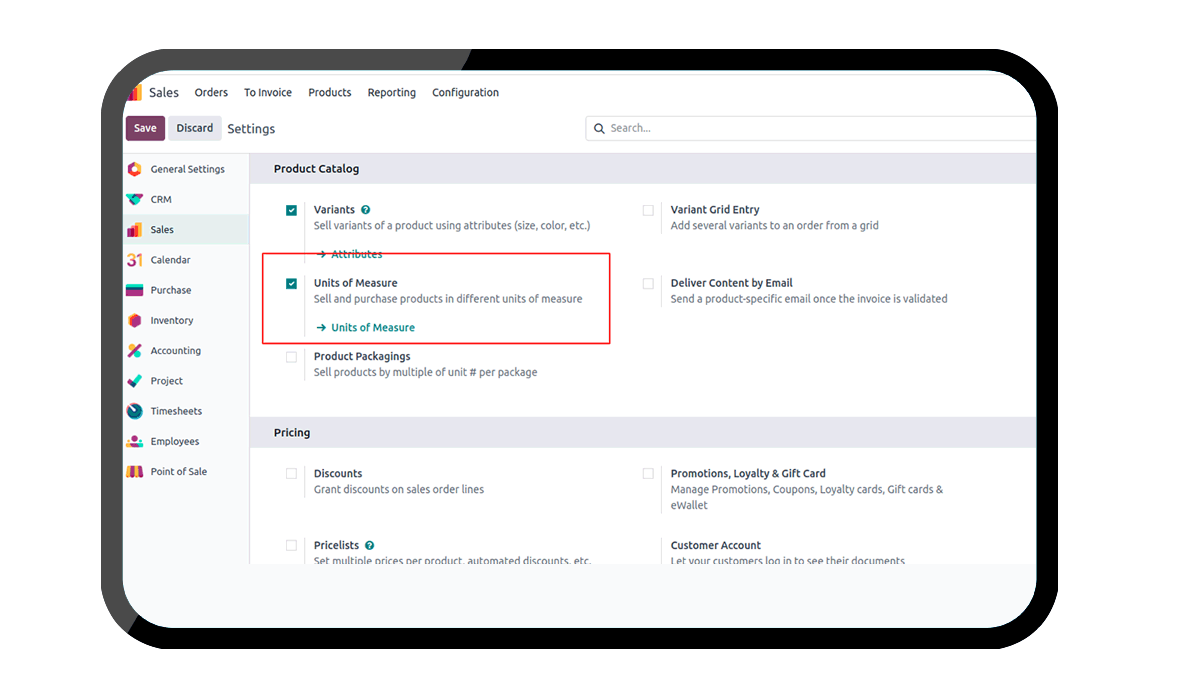 Sales Orders To Invoice Products Reporting Configuration
Save Discard Settings Search...
General Settings
CRM
Sales
31 Calendar
Purchase
Inventory
Accounting
Project
Timesheets
Employees
Point of Sale
Product Catalog
Variants ?
Sell variants of a product using attributes (size, color, etc.)
→ Attributes
Variant Grid Entry
Add several variants to an order from a grid
Units of Measure
Sell and purchase products in different units of measure
→ Units of Measure
Deliver Content by Email
Send a product-specific email once the invoice is validated
Product Packagings
Sell products by multiple of unit # per package
Pricing
Discounts
Grant discounts on sales order lines
Promotions, Loyalty & Gift Card
Manage Promotions, Coupons, Loyalty cards, Gift cards &
eWallet
Pricelists ?
Set multiple prices per product, automated discounts, etc.
Customer Account
Let your customers log in to see their documents